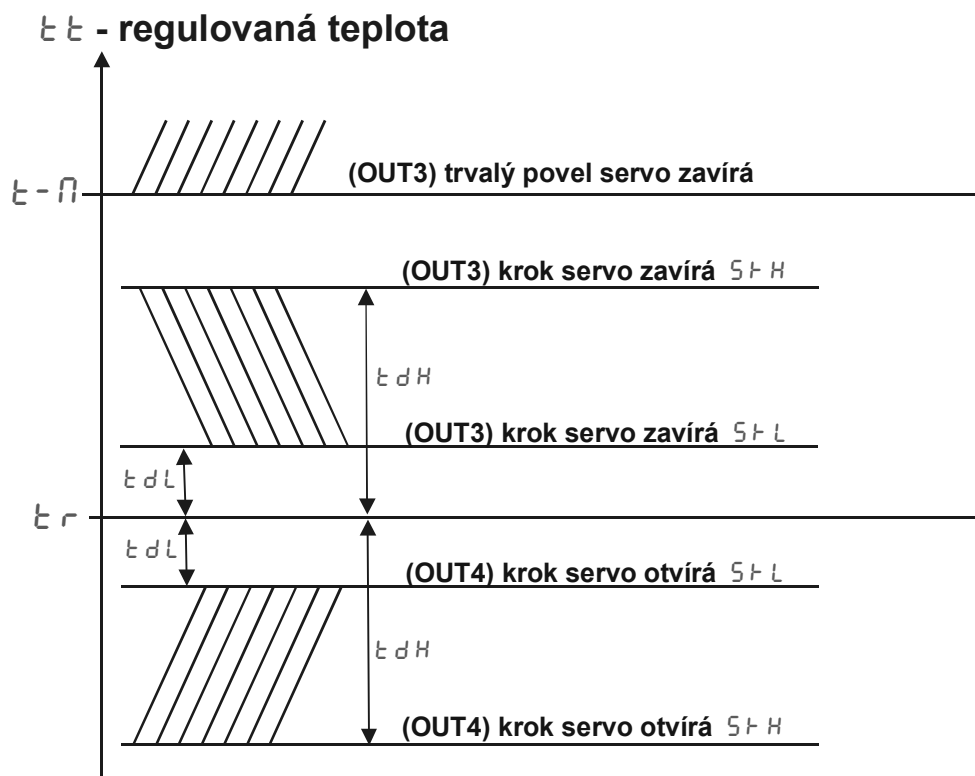 tt - regulovaná teplota
(OUT3) trvalý povel servo zavírá
t-M
(OUT3) krok servo zavírá StH
tdH
(OUT3) krok servo zavírá StL
tdL
tr
tdL
(OUT4) krok servo otvírá StL
tdH
(OUT4) krok servo otvírá StH